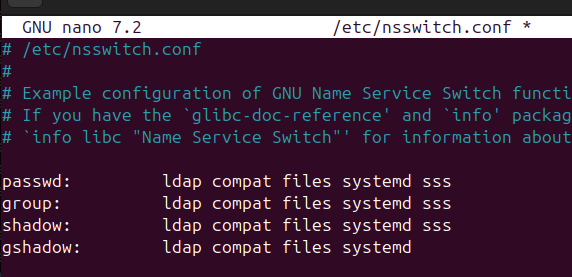 GNU nano 7.2 /etc/nsswitch.conf *
# /etc/nsswitch.conf
#
# Example configuration of GNU Name Service Switch functi
# If you have the `glibc-doc-reference' and `info' packag
# `info libc "Name Service Switch"' for information about
passwd: ldap compat files systemd sss
group: ldap compat files systemd sss
shadow: ldap compat files systemd sss
gshadow: ldap compat files systemd